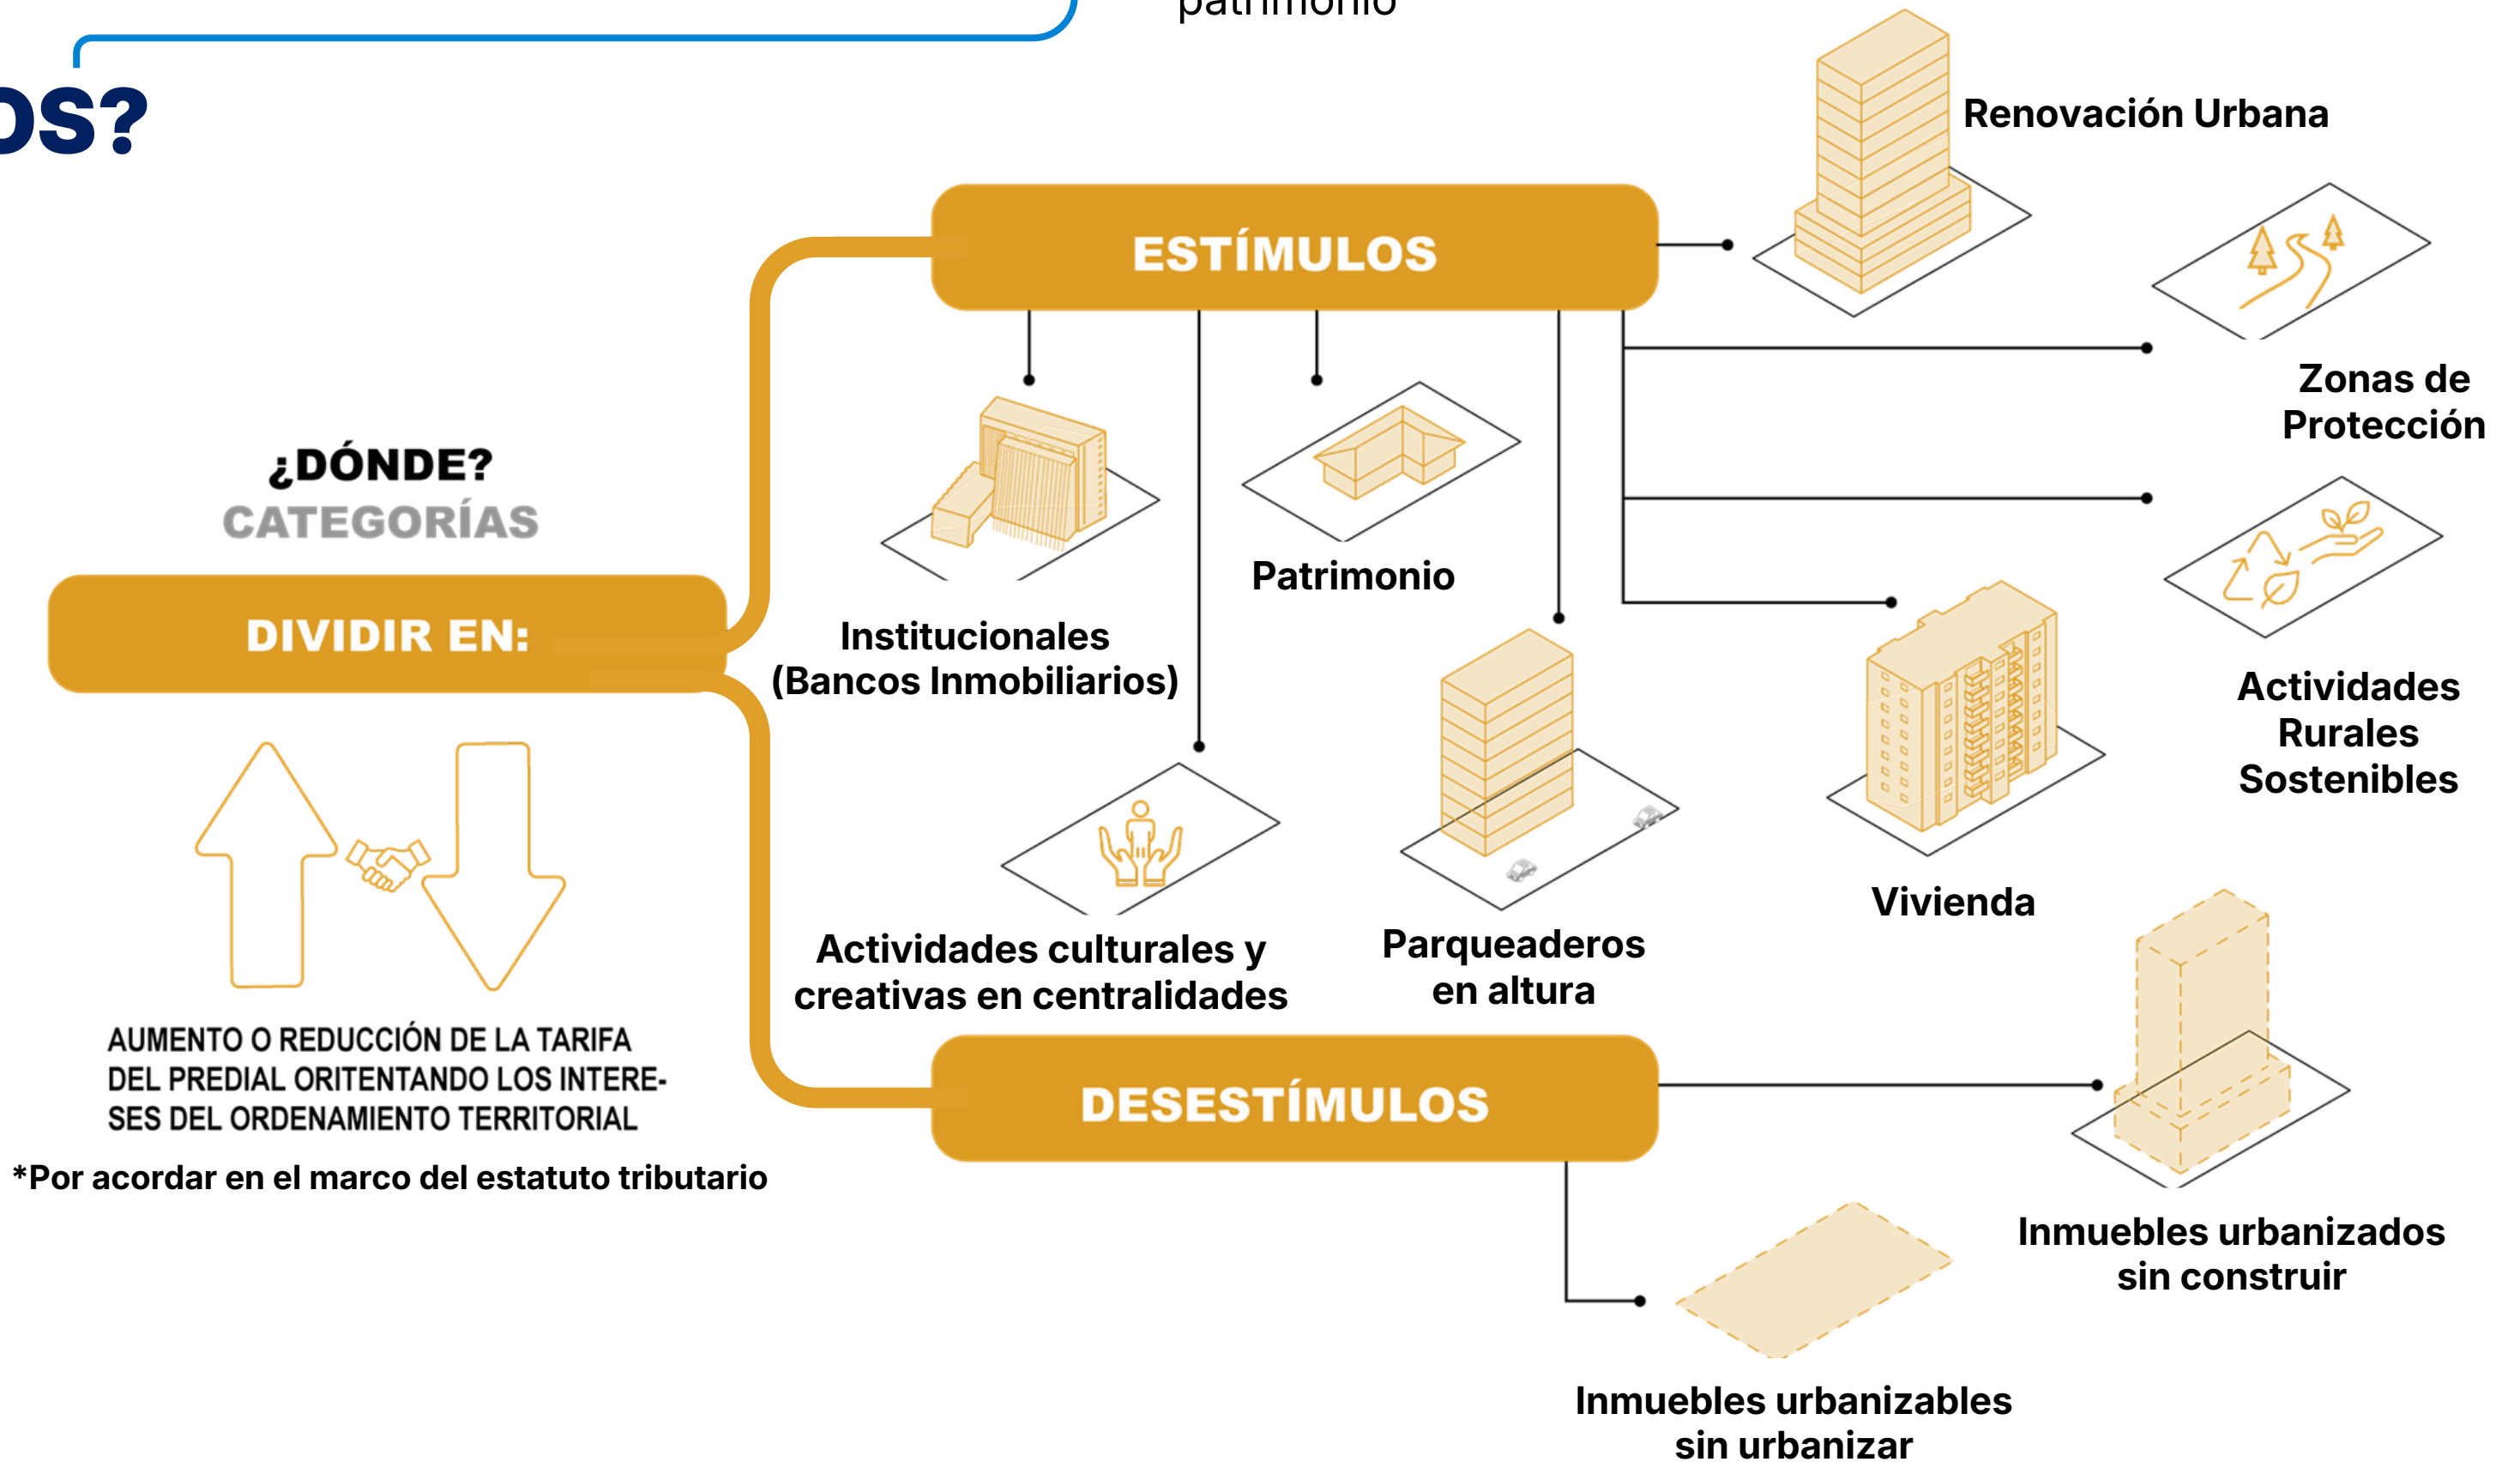 patrimonio
OS?
Renovación Urbana
ESTÍMULOS
Zonas de
Protección
¿DÓNDE?
CATEGORÍAS
DIVIDIR EN:
Patrimonio
Institucionales
(Bancos Inmobiliarios)
Actividades
Rurales
Sostenibles
Vivienda
Actividades culturales y
creativas en centralidades
Parqueaderos
en altura
AUMENTO O REDUCCIÓN DE LA TARIFA
DEL PREDIAL ORITENTANDO LOS INTERE-
SES DEL ORDENAMIENTO TERRITORIAL
*Por acordar en el marco del estatuto tributario
DESESTÍMULOS
Inmuebles urbanizados
sin construir
Inmuebles urbanizables
sin urbanizar